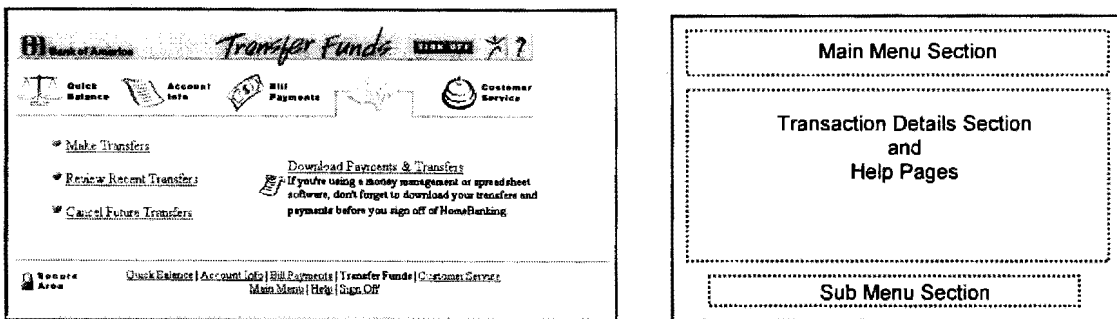 Bank of America Transfer Funds SIGN OFF ?
Quick Balance
Account Info
Bill Payments
Customer Service
Make Transfers
Review Recent Transfers
Cancel Future Transfers
Download Payments & Transfers
If you're using a money management or spreadsheet
software, don't forget to download your transfers and
payments before you sign off of HomeBanking
Secure Area
Quick Balance | Account Info | Bill Payments | Transfer Funds | Customer Service
Main Menu | Help | Sign Off
Main Menu Section
Transaction Details Section
and
Help Pages
Sub Menu Section